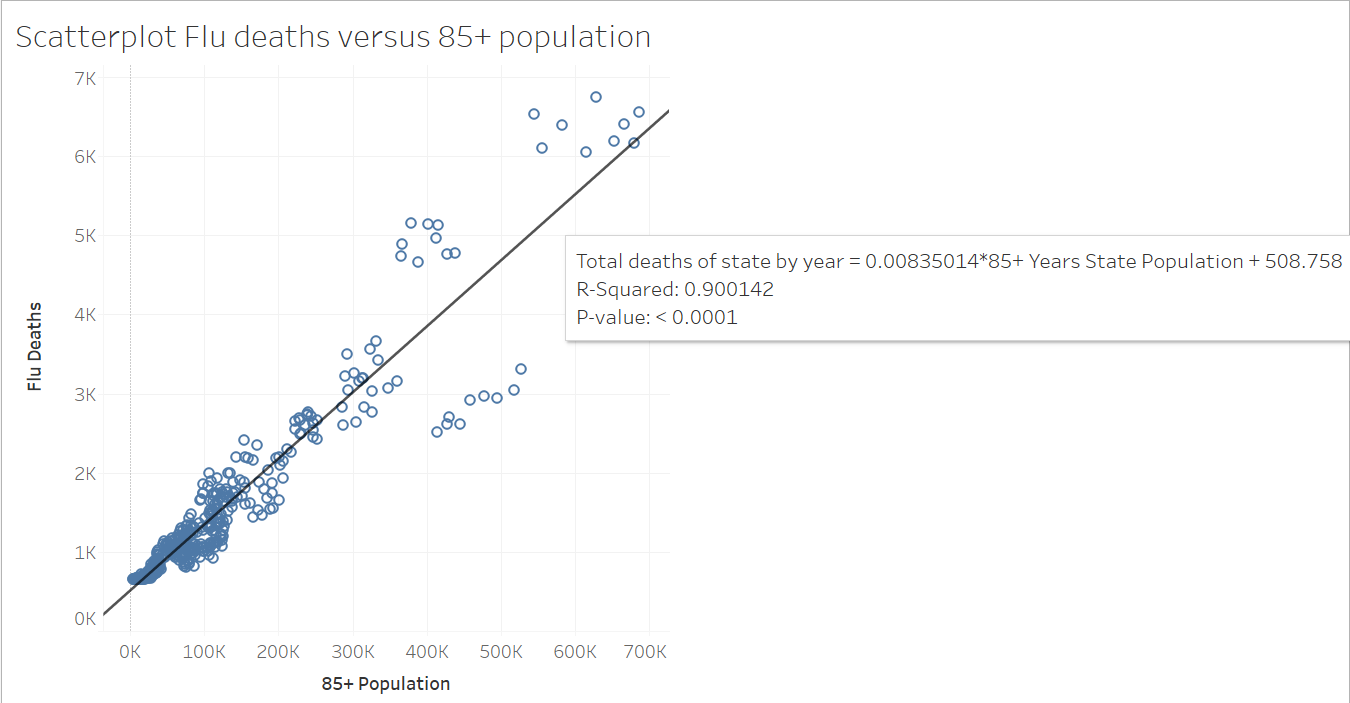 Scatterplot Flu deaths versus 85+ population
7K
6K
5K
4K
3K
2K
1K
0K
Flu Deaths
Total deaths of state by year = 0.00835014*85+ Years State Population + 508.758
R-Squared: 0.900142
P-value: < 0.0001
0K 100K 200K 300K 400K 500K 600K 700K
85+ Population